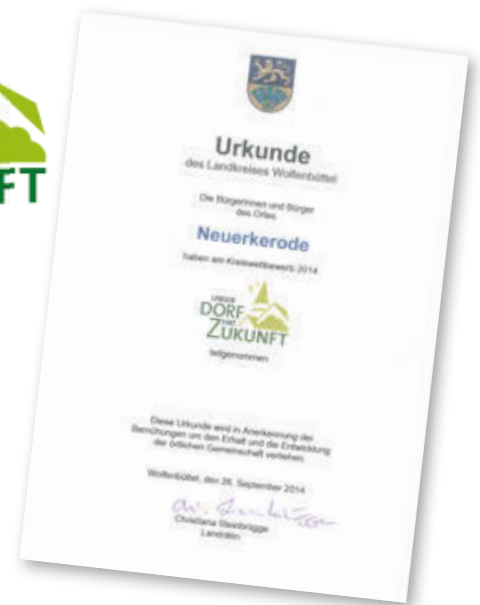 FT
Urkunde
des Landkreises Wolfenbüttel
Die Bürgerinnen und Bürger
des Ortes
Neuerkerode
haben am Kreiswettbewerb 2014
UNSER
DORF
HAT
ZUKUNFT
teilgenommen
Diese Urkunde wird in Anerkennung der
Bemühungen um den Erhalt und die Entwicklung
der örtlichen Gemeinschaft verliehen.
Wolfenbüttel, den 26. September 2014
Christiana Steinbrügge
Landrätin